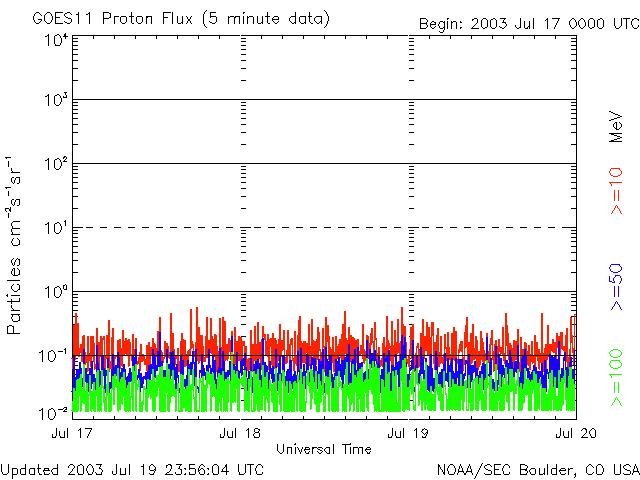 GOES11 Proton Flux (5 minute data)
Begin: 2003 Jul 17 0000 UTC
Particles cm⁻²s⁻¹sr⁻¹
10⁴
10³
10²
10¹
10⁰
10⁻¹
10⁻²
Jul 17
Jul 18
Jul 19
Jul 20
Universal Time
MeV
>=10
>=50
>=100
Updated 2003 Jul 19 23:56:04 UTC
NOAA/SEC Boulder, CO USA